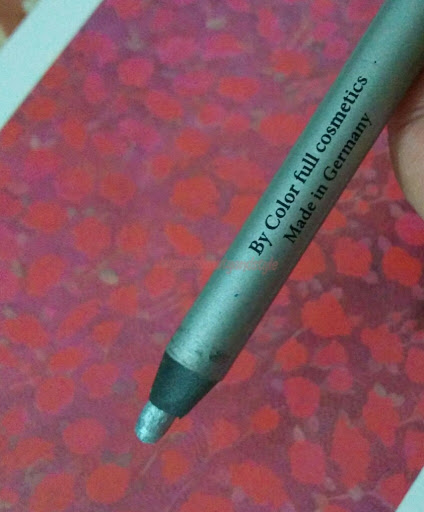 By Color full cosmetics
Made in Germany